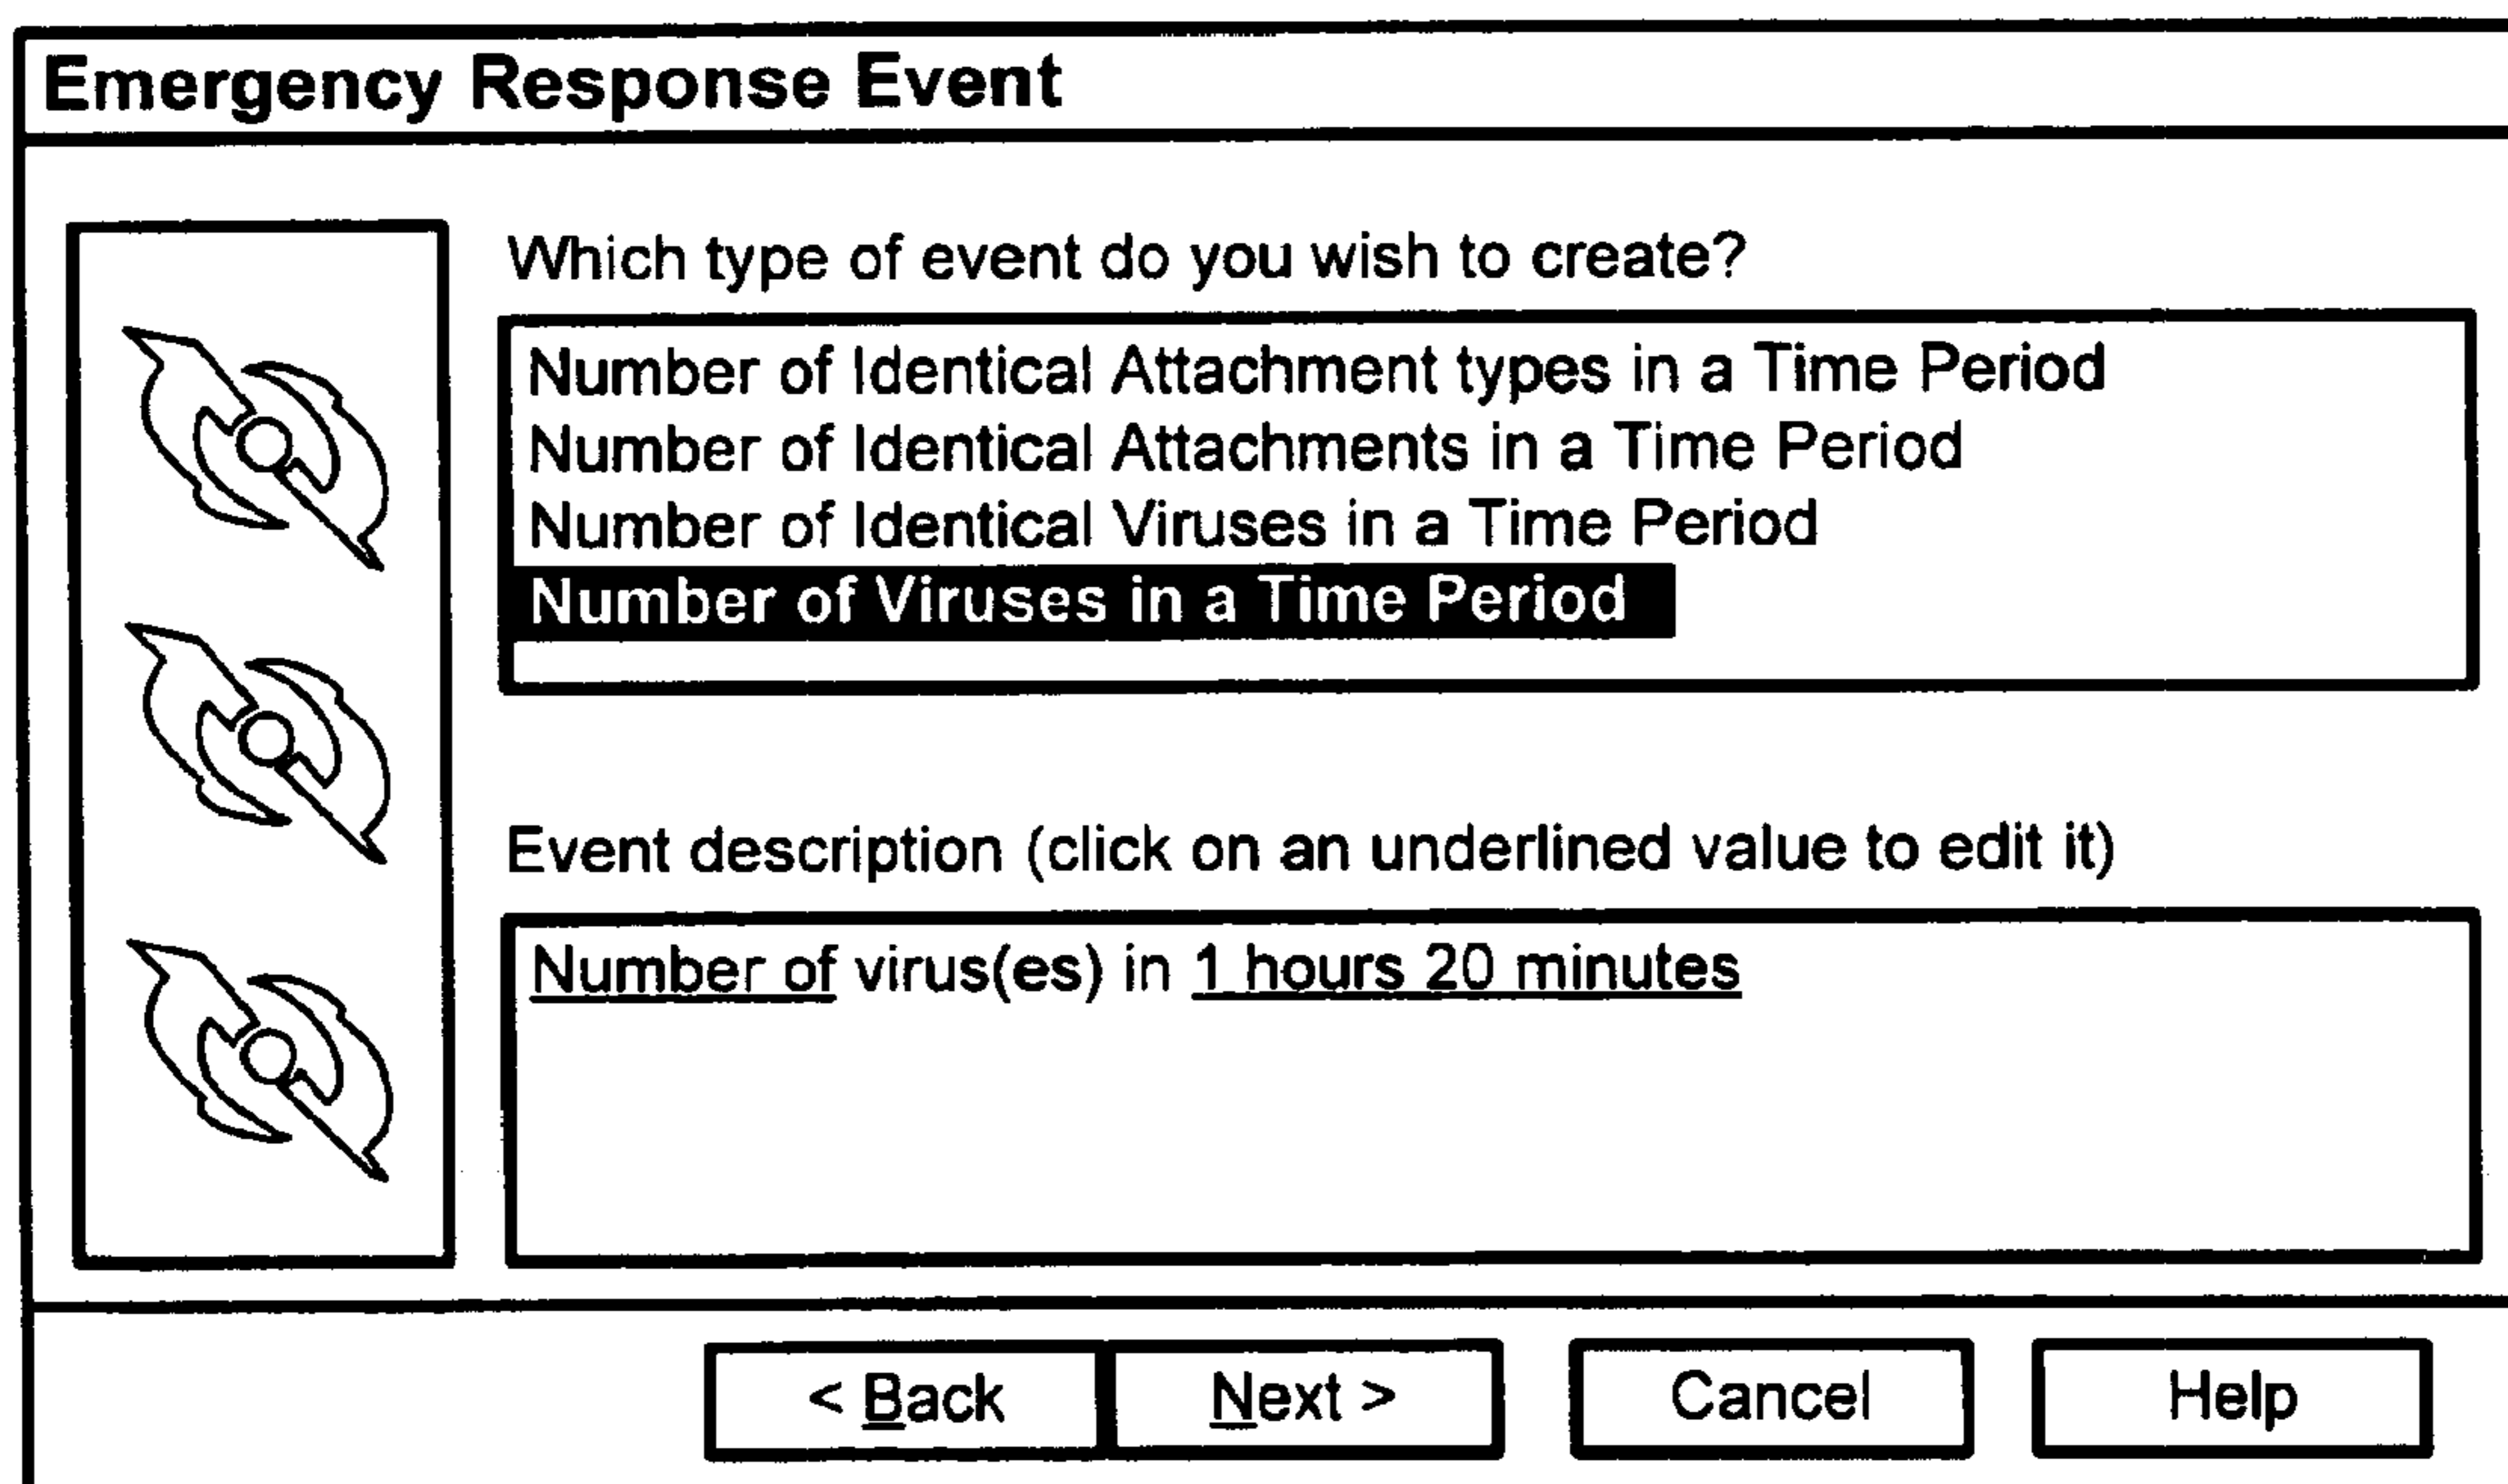 Emergency Response Event
Which type of event do you wish to create?
Number of Identical Attachment types in a Time Period
Number of Identical Attachments in a Time Period
Number of Identical Viruses in a Time Period
Number of Viruses in a Time Period
Event description (click on an underlined value to edit it)
Number of virus(es) in 1 hours 20 minutes
< Back Next > Cancel Help